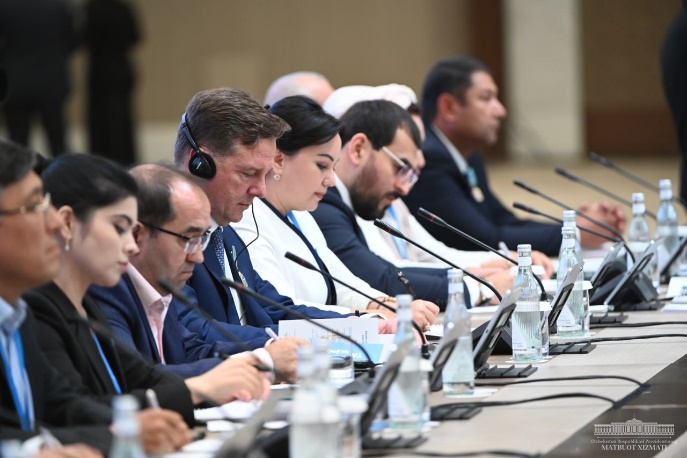 O'zbekiston Respublikasi Prezidentining
MATBUOT XIZMATI